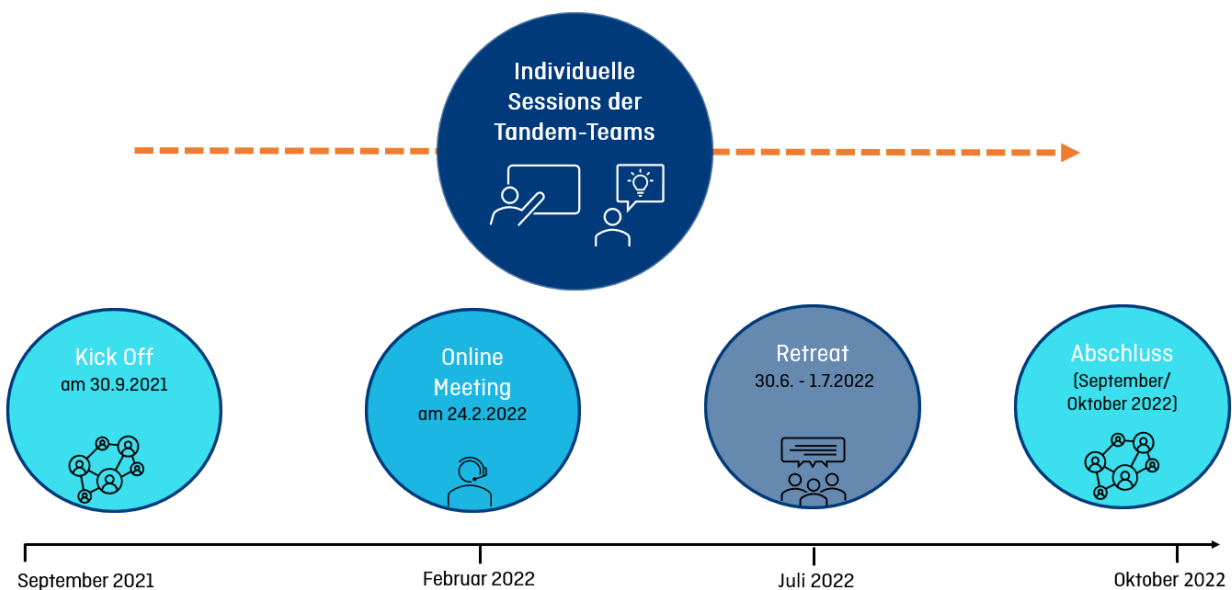 Individuelle
Sessions der
Tandem-Teams
Kick Off
am 30.9.2021
Online
Meeting
am 24.2.2022
Retreat
30.6. - 1.7.2022
Abschluss
(September/
Oktober 2022)
September 2021
Februar 2022
Juli 2022
Oktober 2022